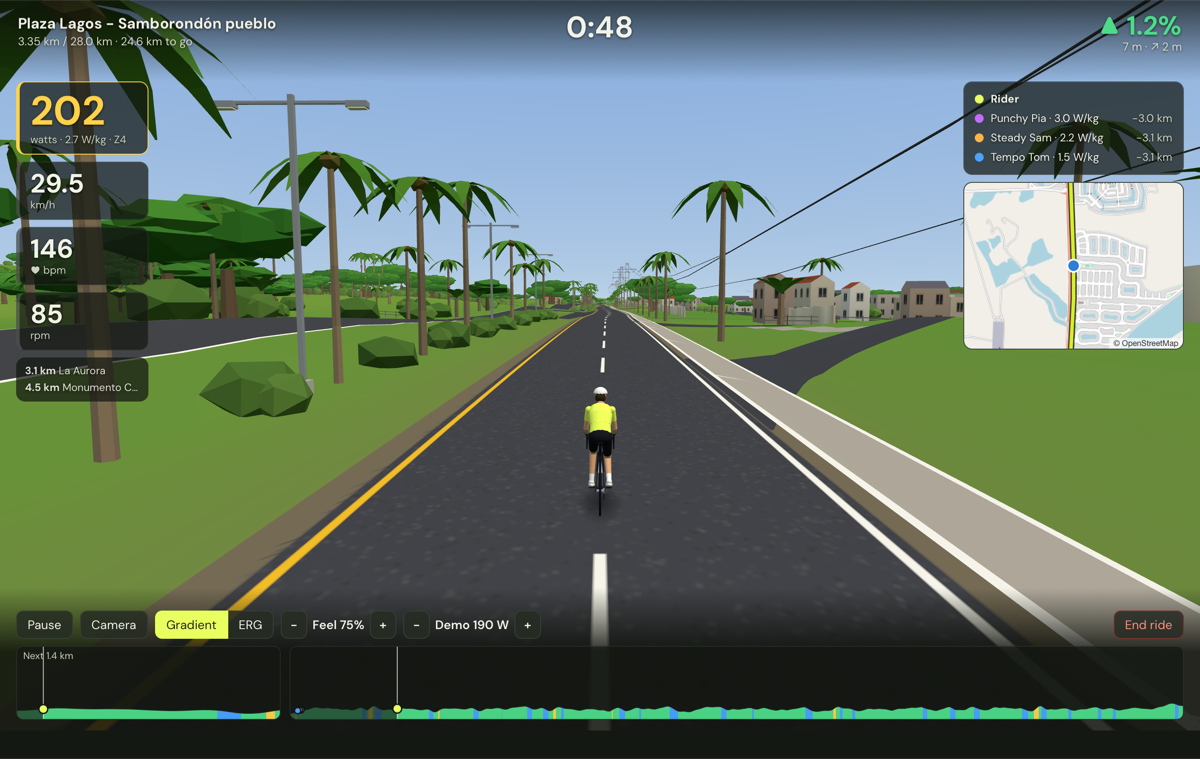 Plaza Lagos – Samborondón pueblo
3.35 km / 28.0 km · 24.6 km to go
0:48
▲ 1.2%
7 m · ↗ 2 m
202
watts · 2.7 W/kg · Z4
29.5
km/h
146
♥ bpm
85
rpm
3.1 km La Aurora
4.5 km Monumento C…
Rider
Punchy Pia · 3.0 W/kg −3.0 km
Steady Sam · 2.2 W/kg −3.1 km
Tempo Tom · 1.5 W/kg −3.1 km
© OpenStreetMap
Pause Camera Gradient ERG − Feel 75% + − Demo 190 W + End ride
Next 1.4 km